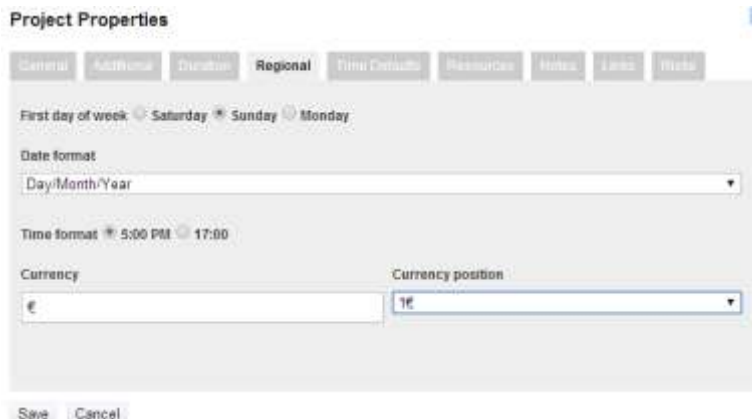 Project Properties
General Additional Duration Regional Time Defaults Resources Notes Links Risks
First day of week Saturday Sunday Monday
Date format
Day/Month/Year
Time format 5:00 PM 17:00
Currency Currency position
€ 1€
Save Cancel